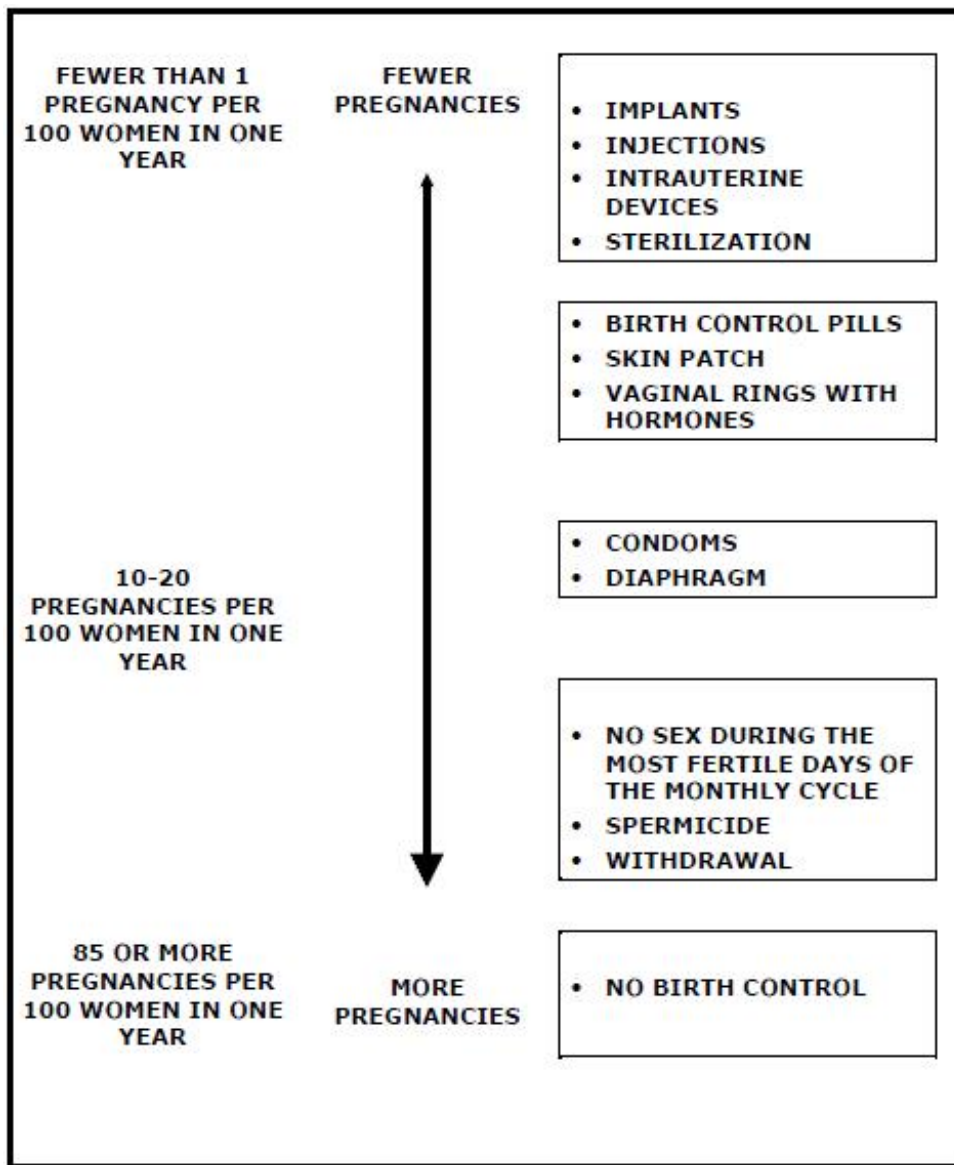 FEWER THAN 1
PREGNANCY PER
100 WOMEN IN ONE
YEAR
FEWER
PREGNANCIES
• IMPLANTS
• INJECTIONS
• INTRAUTERINE
DEVICES
• STERILIZATION
• BIRTH CONTROL PILLS
• SKIN PATCH
• VAGINAL RINGS WITH
HORMONES
10-20
PREGNANCIES PER
100 WOMEN IN ONE
YEAR
• CONDOMS
• DIAPHRAGM
• NO SEX DURING THE
MOST FERTILE DAYS OF
THE MONTHLY CYCLE
• SPERMICIDE
• WITHDRAWAL
85 OR MORE
PREGNANCIES PER
100 WOMEN IN ONE
YEAR
MORE
PREGNANCIES
• NO BIRTH CONTROL